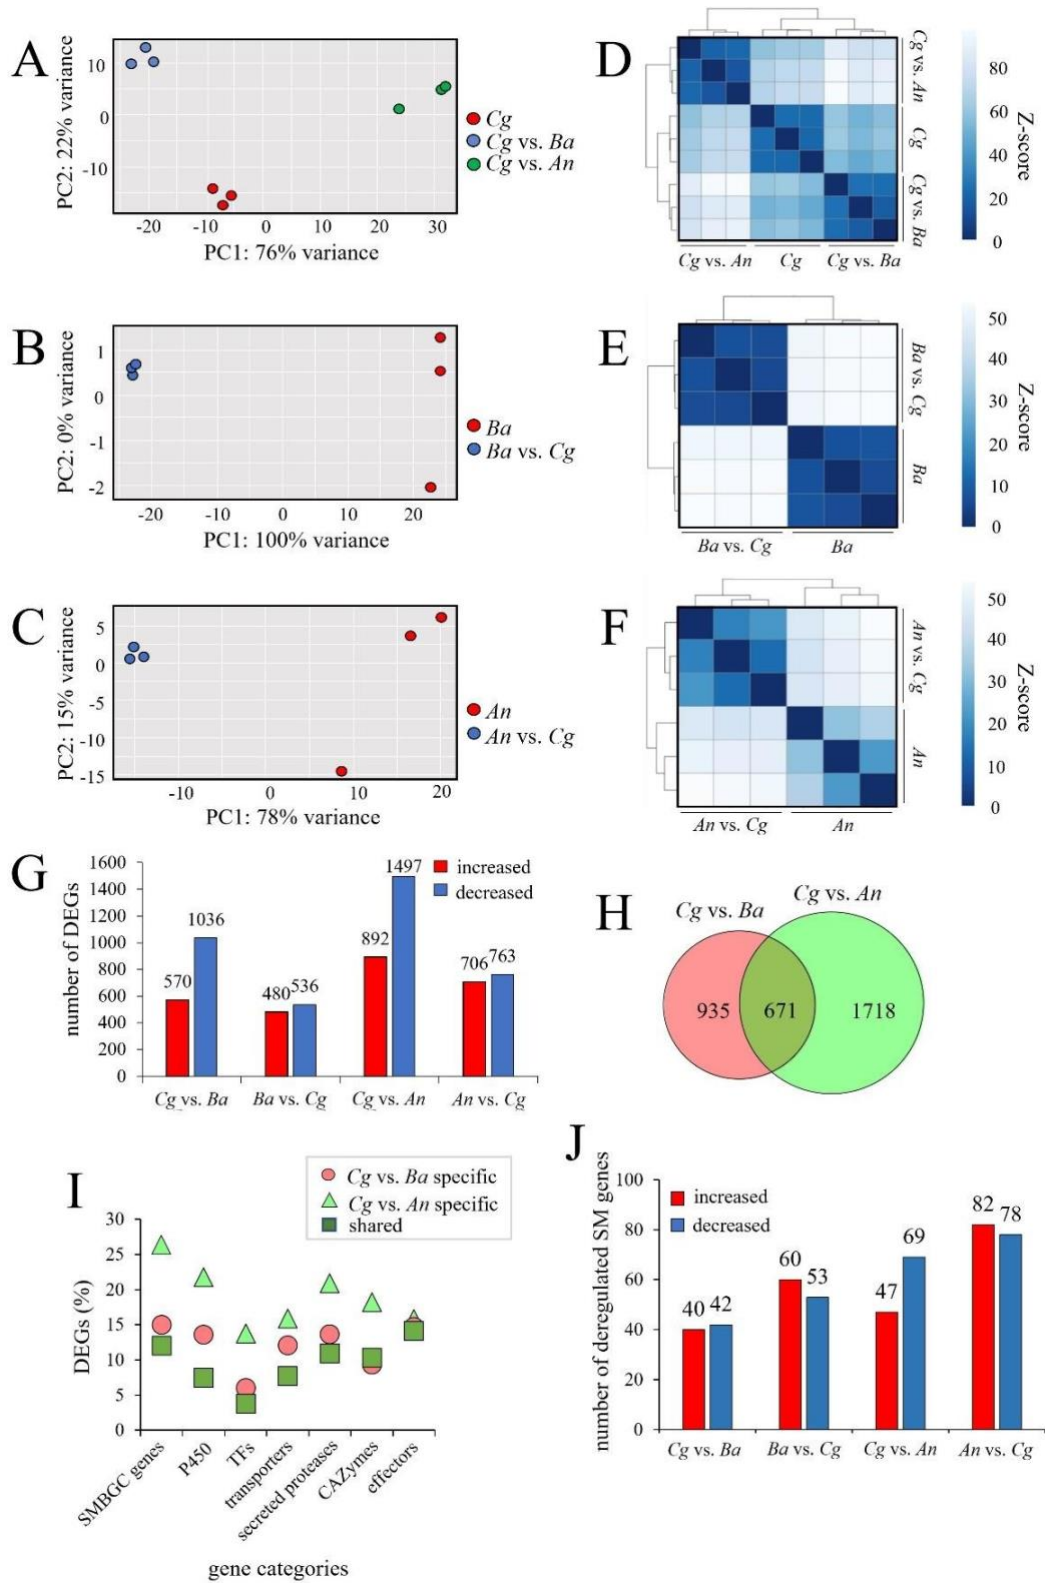 A
PC2: 22% variance
10
0
-10
-20
-10
0
10
20
30
PC1: 76% variance
Cg
Cg vs. Ba
Cg vs. An
D
Cg vs. An
Cg
Cg vs. Ba
Cg vs. An
Cg
Cg vs. Ba
80
60
40
20
0
Z-score
B
PC2: 0% variance
1
0
-1
-2
-20
-10
0
10
20
PC1: 100% variance
Ba
Ba vs. Cg
E
Ba vs. Cg
Ba
Ba vs. Cg
Ba
50
40
30
20
10
0
Z-score
C
PC2: 15% variance
5
0
-5
-10
-15
-10
0
10
20
PC1: 78% variance
An
An vs. Cg
F
An vs. Cg
An
An vs. Cg
An
50
40
30
20
10
0
Z-score
G
number of DEGs
1600
1400
1200
1000
800
600
400
200
0
increased
decreased
570
1036
480
536
892
1497
706
763
Cg vs. Ba
Ba vs. Cg
Cg vs. An
An vs. Cg
H
Cg vs. Ba
Cg vs. An
935
671
1718
I
Cg vs. Ba specific
Cg vs. An specific
shared
DEGs (%)
30
25
20
15
10
5
0
SMBGC genes
P450
TFs
transporters
secreted proteases
CAZymes
effectors
gene categories
J
number of deregulated SM genes
100
80
60
40
20
0
increased
decreased
40
42
60
53
47
69
82
78
Cg vs. Ba
Ba vs. Cg
Cg vs. An
An vs. Cg